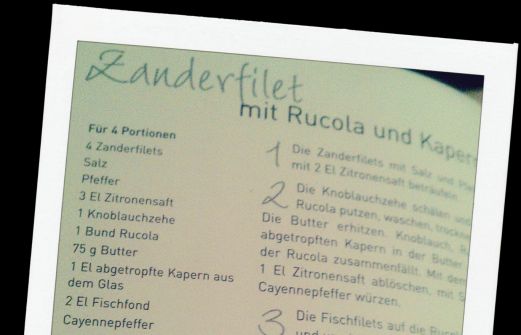 Zanderfilet
mit Rucola und Kapern
Für 4 Portionen
4 Zanderfilets
Salz
Pfeffer
3 El Zitronensaft
1 Knoblauchzehe
1 Bund Rucola
75 g Butter
1 El abgetropfte Kapern aus
dem Glas
2 El Fischfond
Cayennepfeffer
1 Die Zanderfilets mit Salz und
mit 2 El Zitronensaft beträufeln.
2 Die Knoblauchzehe schälen und
Rucola putzen, waschen,
Die Butter erhitzen. Knoblauch,
abgetropften Kapern in der Butter
der Rucola zusammenfällt. Mit dem
1 El Zitronensaft ablöschen, mit
Cayennepfeffer würzen.
3 Die Fischfilets auf die